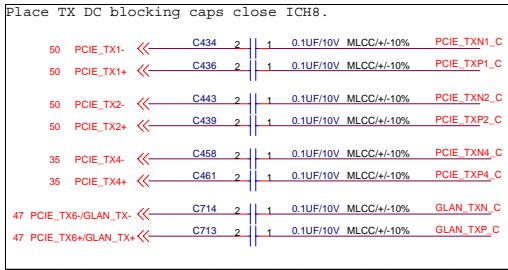 Place TX DC blocking caps close ICH8.
50 PCIE_TX1- C434 2 1 0.1UF/10V MLCC/+/-10% PCIE_TXN1_C
50 PCIE_TX1+ C436 2 1 0.1UF/10V MLCC/+/-10% PCIE_TXP1_C
50 PCIE_TX2- C443 2 1 0.1UF/10V MLCC/+/-10% PCIE_TXN2_C
50 PCIE_TX2+ C439 2 1 0.1UF/10V MLCC/+/-10% PCIE_TXP2_C
35 PCIE_TX4- C458 2 1 0.1UF/10V MLCC/+/-10% PCIE_TXN4_C
35 PCIE_TX4+ C461 2 1 0.1UF/10V MLCC/+/-10% PCIE_TXP4_C
47 PCIE_TX6-/GLAN_TX- C714 2 1 0.1UF/10V MLCC/+/-10% GLAN_TXN_C
47 PCIE_TX6+/GLAN_TX+ C713 2 1 0.1UF/10V MLCC/+/-10% GLAN_TXP_C